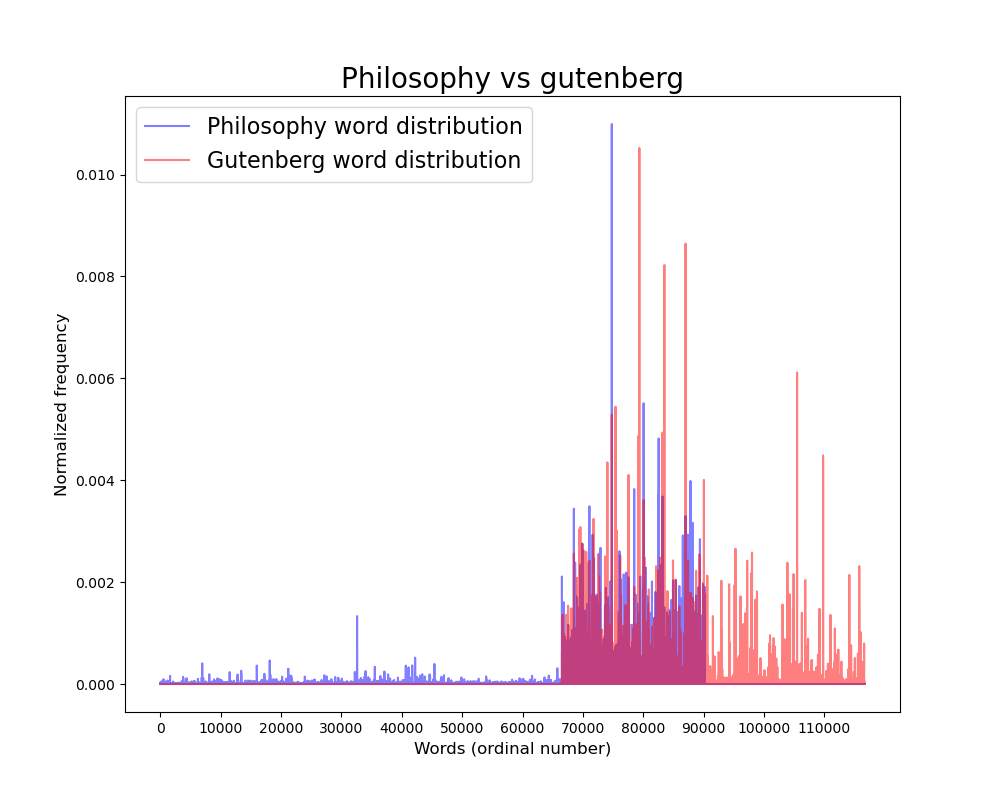 Philosophy vs gutenberg
Philosophy word distribution
Gutenberg word distribution
Normalized frequency
0.010
0.008
0.006
0.004
0.002
0.000
0 10000 20000 30000 40000 50000 60000 70000 80000 90000 100000 110000
Words (ordinal number)